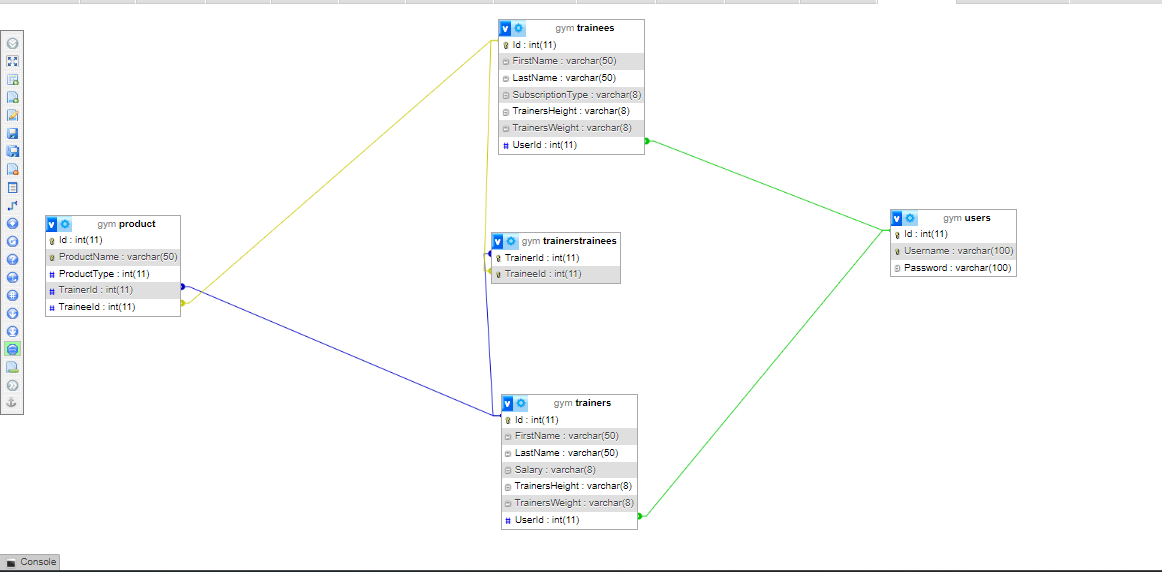 gym trainees
Id : int(11)
FirstName : varchar(50)
LastName : varchar(50)
SubscriptionType : varchar(8)
TrainersHeight : varchar(8)
TrainersWeight : varchar(8)
UserId : int(11)
gym product
Id : int(11)
ProductName : varchar(50)
ProductType : int(11)
TrainerId : int(11)
TraineeId : int(11)
gym trainerstrainees
TrainerId : int(11)
TraineeId : int(11)
gym users
Id : int(11)
Username : varchar(100)
Password : varchar(100)
gym trainers
Id : int(11)
FirstName : varchar(50)
LastName : varchar(50)
Salary : varchar(8)
TrainersHeight : varchar(8)
TrainersWeight : varchar(8)
UserId : int(11)
Console